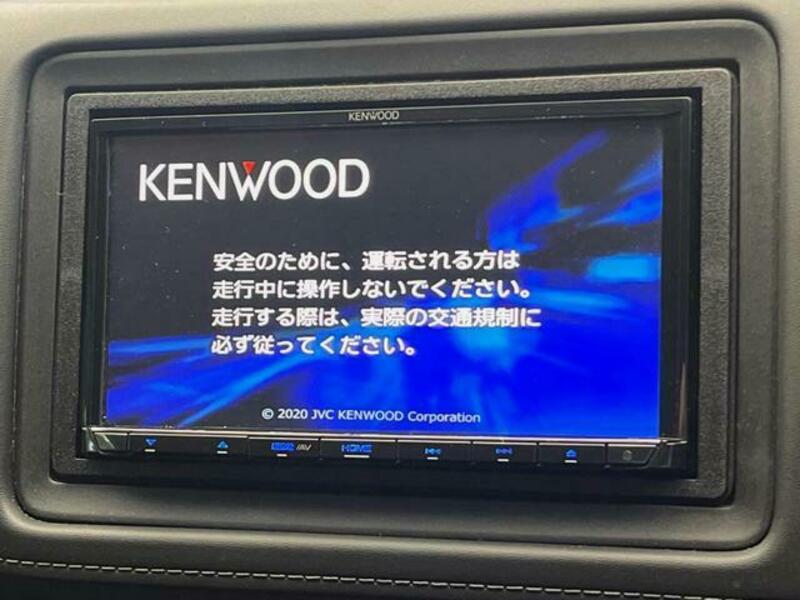 KENWOOD
KENWOOD
安全のために、運転される方は
走行中に操作しないでください。
走行する際は、実際の交通規制に
必ず従ってください。
© 2020 JVC KENWOOD Corporation
HOME